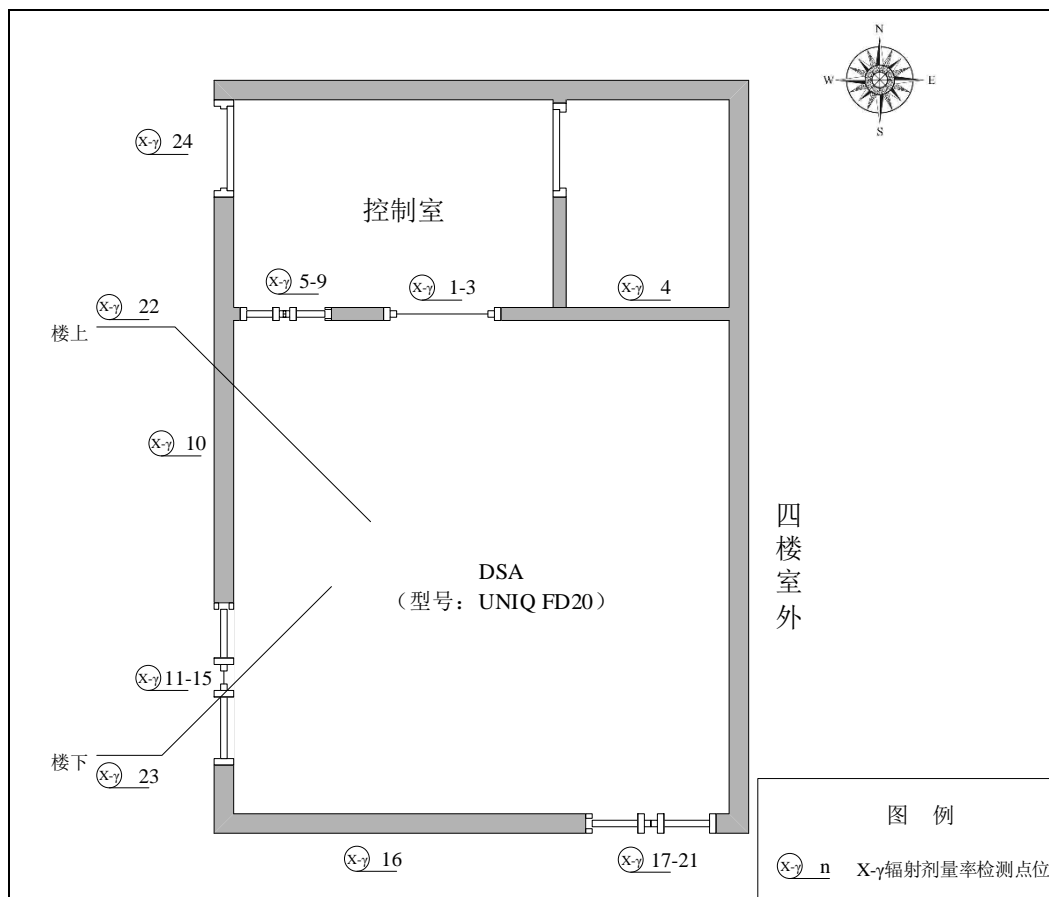 N
W
E
S
X-γ 24
控制室
X-γ 5-9
X-γ 1-3
X-γ 4
X-γ 22
楼上
X-γ 10
四楼室外
DSA
（型号：UNIQ FD20）
X-γ 11-15
楼下
X-γ 23
X-γ 16
X-γ 17-21
图 例
X-γ n X-γ辐射剂量率检测点位